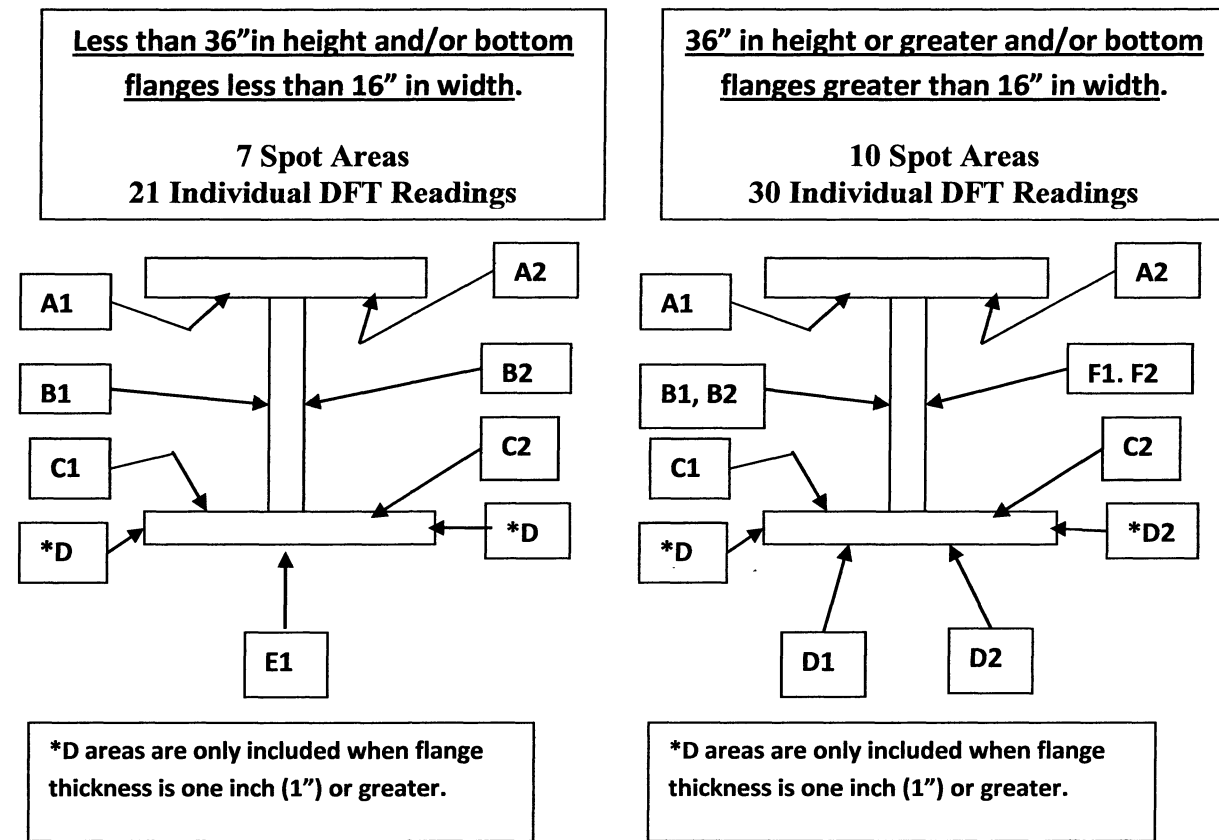 Less than 36”in height and/or bottom
flanges less than 16” in width.
7 Spot Areas
21 Individual DFT Readings
A1
A2
B1
B2
C1
C2
*D
*D
E1
*D areas are only included when flange
thickness is one inch (1”) or greater.
36” in height or greater and/or bottom
flanges greater than 16” in width.
10 Spot Areas
30 Individual DFT Readings
A1
A2
B1, B2
F1. F2
C1
C2
*D
*D2
D1
D2
*D areas are only included when flange
thickness is one inch (1”) or greater.